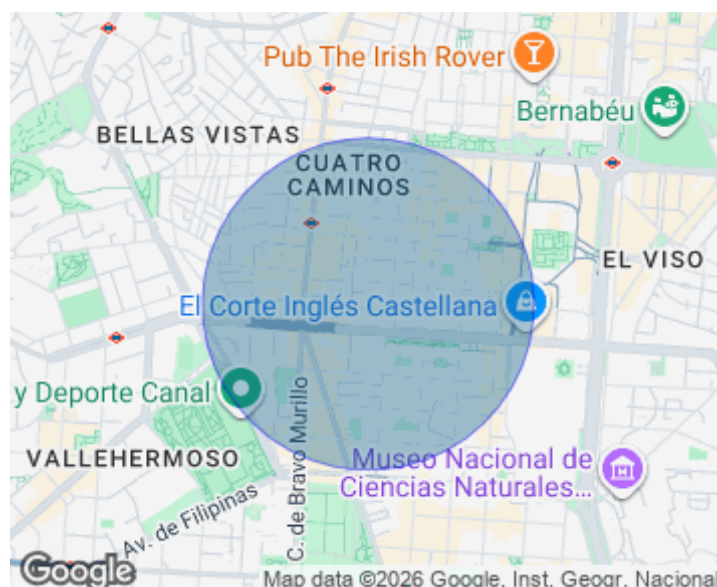 Pub The Irish Rover
Bernabéu
BELLAS VISTAS
CUATRO
CAMINOS
EL VISO
El Corte Inglés Castellana
y Deporte Canal
C. de Bravo Murillo
VALLEHERMOSO
Museo Nacional de
Ciencias Naturales...
Av. de Filipinas
Google
Map data ©2026 Google, Inst. Geogr. Nacional